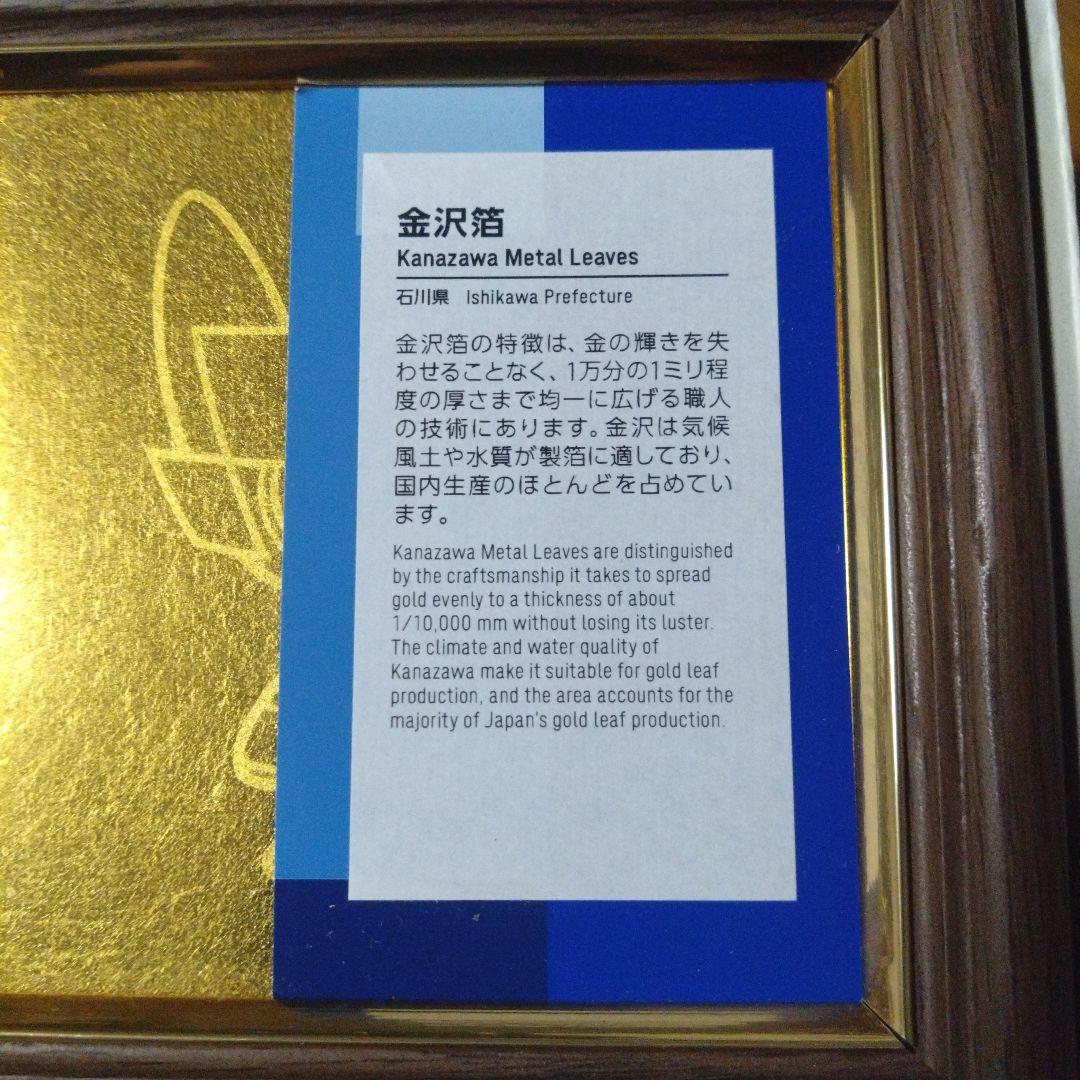 金沢箔
Kanazawa Metal Leaves
石川県 Ishikawa Prefecture
金沢箔の特徴は、金の輝きを失
わせることなく、1万分の1ミリ程
度の厚さまで均一に広げる職人
の技術にあります。金沢は気候
風土や水質が製箔に適しており、
国内生産のほとんどを占めてい
ます。
Kanazawa Metal Leaves are distinguished
by the craftsmanship it takes to spread
gold evenly to a thickness of about
1/10,000 mm without losing its luster.
The climate and water quality of
Kanazawa make it suitable for gold leaf
production, and the area accounts for the
majority of Japan's gold leaf production.